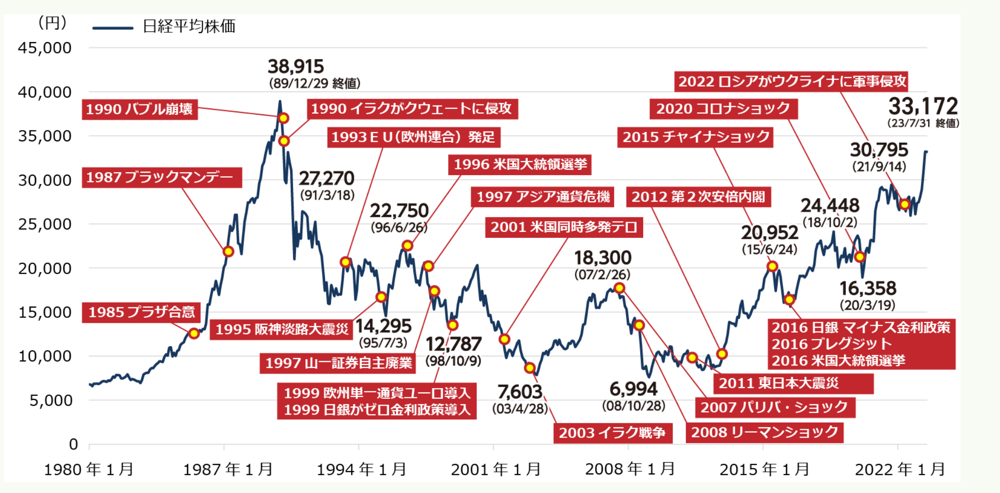 （円）
日経平均株価
45,000
40,000
35,000
30,000
25,000
20,000
15,000
10,000
5,000
0
1980 年 1 月
1987 年 1 月
1994 年 1 月
2001 年 1 月
2008 年 1 月
2015 年 1 月
2022 年 1 月
38,915
(89/12/29 終値)
1990 バブル崩壊
1990 イラクがクウェートに侵攻
1993 ＥＵ（欧州連合）発足
1996 米国大統領選挙
1987 ブラックマンデー
27,270
(91/3/18)
22,750
(96/6/26)
1997 アジア通貨危機
2001 米国同時多発テロ
18,300
(07/2/26)
1985 プラザ合意
1995 阪神淡路大震災
14,295
(95/7/3)
12,787
(98/10/9)
1997 山一証券自主廃業
1999 欧州単一通貨ユーロ導入
1999 日銀がゼロ金利政策導入
7,603
(03/4/28)
2003 イラク戦争
6,994
(08/10/28)
2008 リーマンショック
2007 パリバ・ショック
2011 東日本大震災
2012 第２次安倍内閣
2015 チャイナショック
2020 コロナショック
2022 ロシアがウクライナに軍事侵攻
33,172
(23/7/31 終値)
30,795
(21/9/14)
24,448
(18/10/2)
20,952
(15/6/24)
16,358
(20/3/19)
2016 日銀 マイナス金利政策
2016 ブレグジット
2016 米国大統領選挙